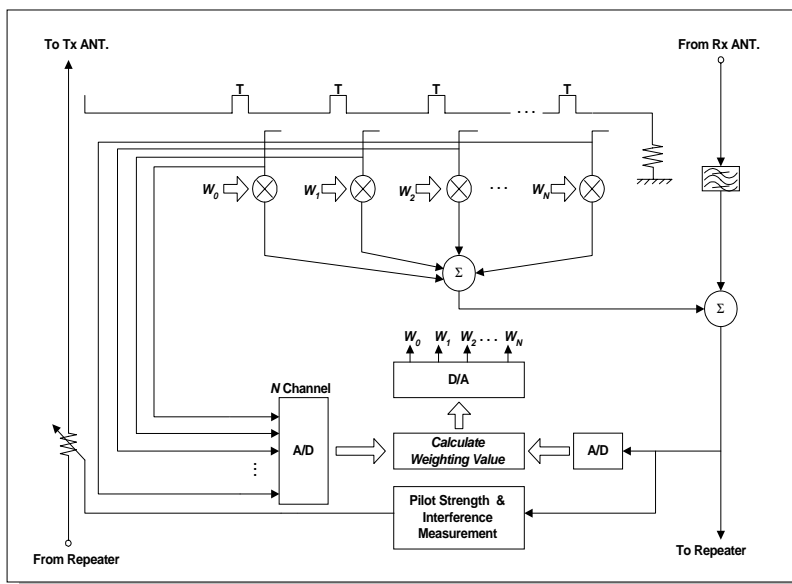 To Tx ANT. From Rx ANT.
T T T ... T
W0 W1 W2 ... WN
Σ
Σ
W0 W1 W2 ... WN
D/A
N Channel
A/D
Calculate
Weighting Value
A/D
...
Pilot Strength &
Interference
Measurement
From Repeater
To Repeater